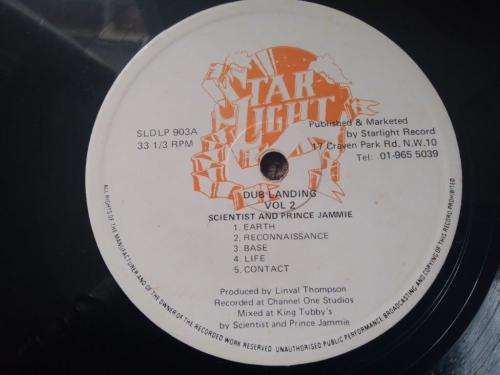 STAR
LIGHT
SLDLP 903A
33 1/3 RPM
Published & Marketed
by Starlight Record
17 Craven Park Rd. N.W.10
Tel: 01-965 5039
DUB LANDING
VOL 2
SCIENTIST AND PRINCE JAMMIE
1. EARTH
2. RECONNAISSANCE
3. BASE
4. LIFE
5. CONTACT
Produced by Linval Thompson
Recorded at Channel One Studios
Mixed at King Tubby's
by Scientist and Prince Jammie
ALL RIGHTS OF THE MANUFACTURER AND OF THE OWNER OF THE RECORDED WORK RESERVED. UNAUTHORISED PUBLIC PERFORMANCE BROADCASTING AND COPYING OF THIS RECORD PROHIBITED